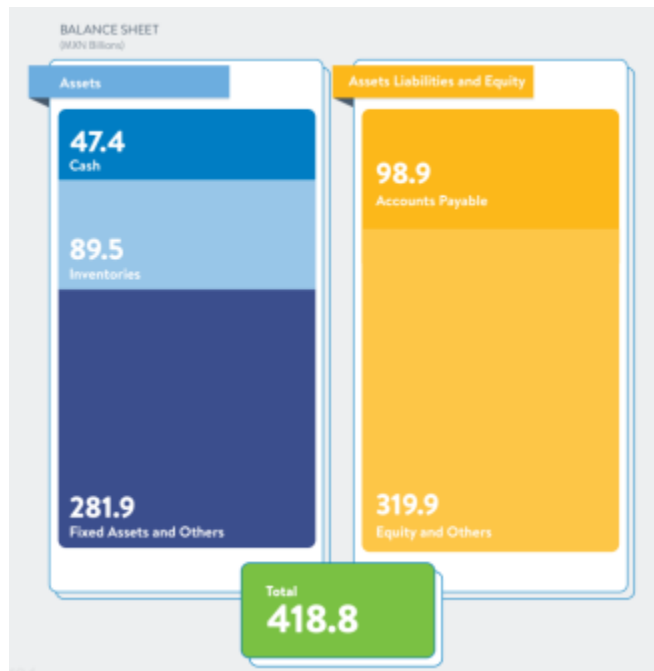 BALANCE SHEET
(MXN Billions)
Assets
47.4
Cash
89.5
Inventories
281.9
Fixed Assets and Others
Assets Liabilities and Equity
98.9
Accounts Payable
319.9
Equity and Others
Total
418.8